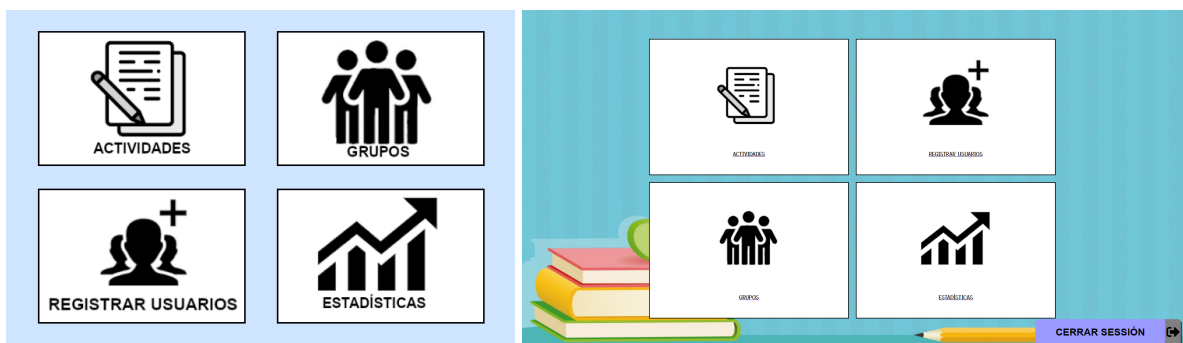 ACTIVIDADES
GRUPOS
REGISTRAR USUARIOS
ESTADÍSTICAS
ACTIVIDADES
REGISTRAR USUARIOS
GRUPOS
ESTADÍSTICAS
CERRAR SESSIÓN